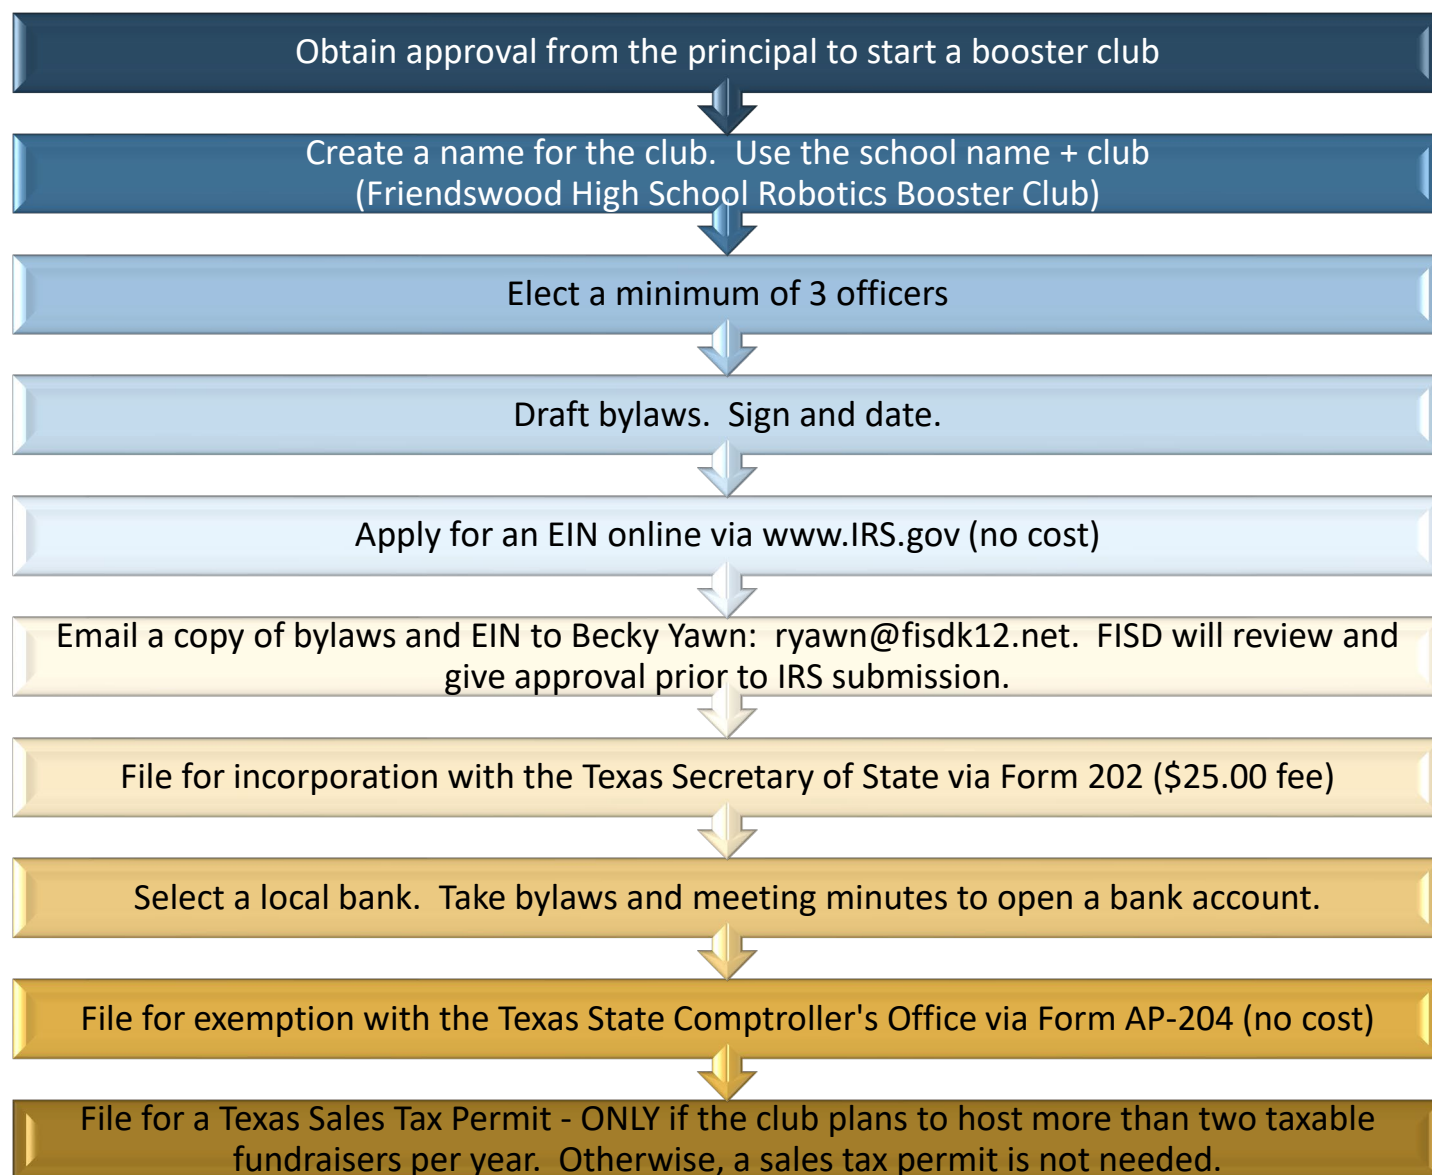 Obtain approval from the principal to start a booster club
Create a name for the club.  Use the school name + club
(Friendswood High School Robotics Booster Club)
Elect a minimum of 3 officers
Draft bylaws.  Sign and date.
Apply for an EIN online via www.IRS.gov (no cost)
Email a copy of bylaws and EIN to Becky Yawn:  ryawn@fisdk12.net.  FISD will review and
give approval prior to IRS submission.
File for incorporation with the Texas Secretary of State via Form 202 ($25.00 fee)
Select a local bank.  Take bylaws and meeting minutes to open a bank account.
File for exemption with the Texas State Comptroller's Office via Form AP-204 (no cost)
File for a Texas Sales Tax Permit - ONLY if the club plans to host more than two taxable
fundraisers per year.  Otherwise, a sales tax permit is not needed.